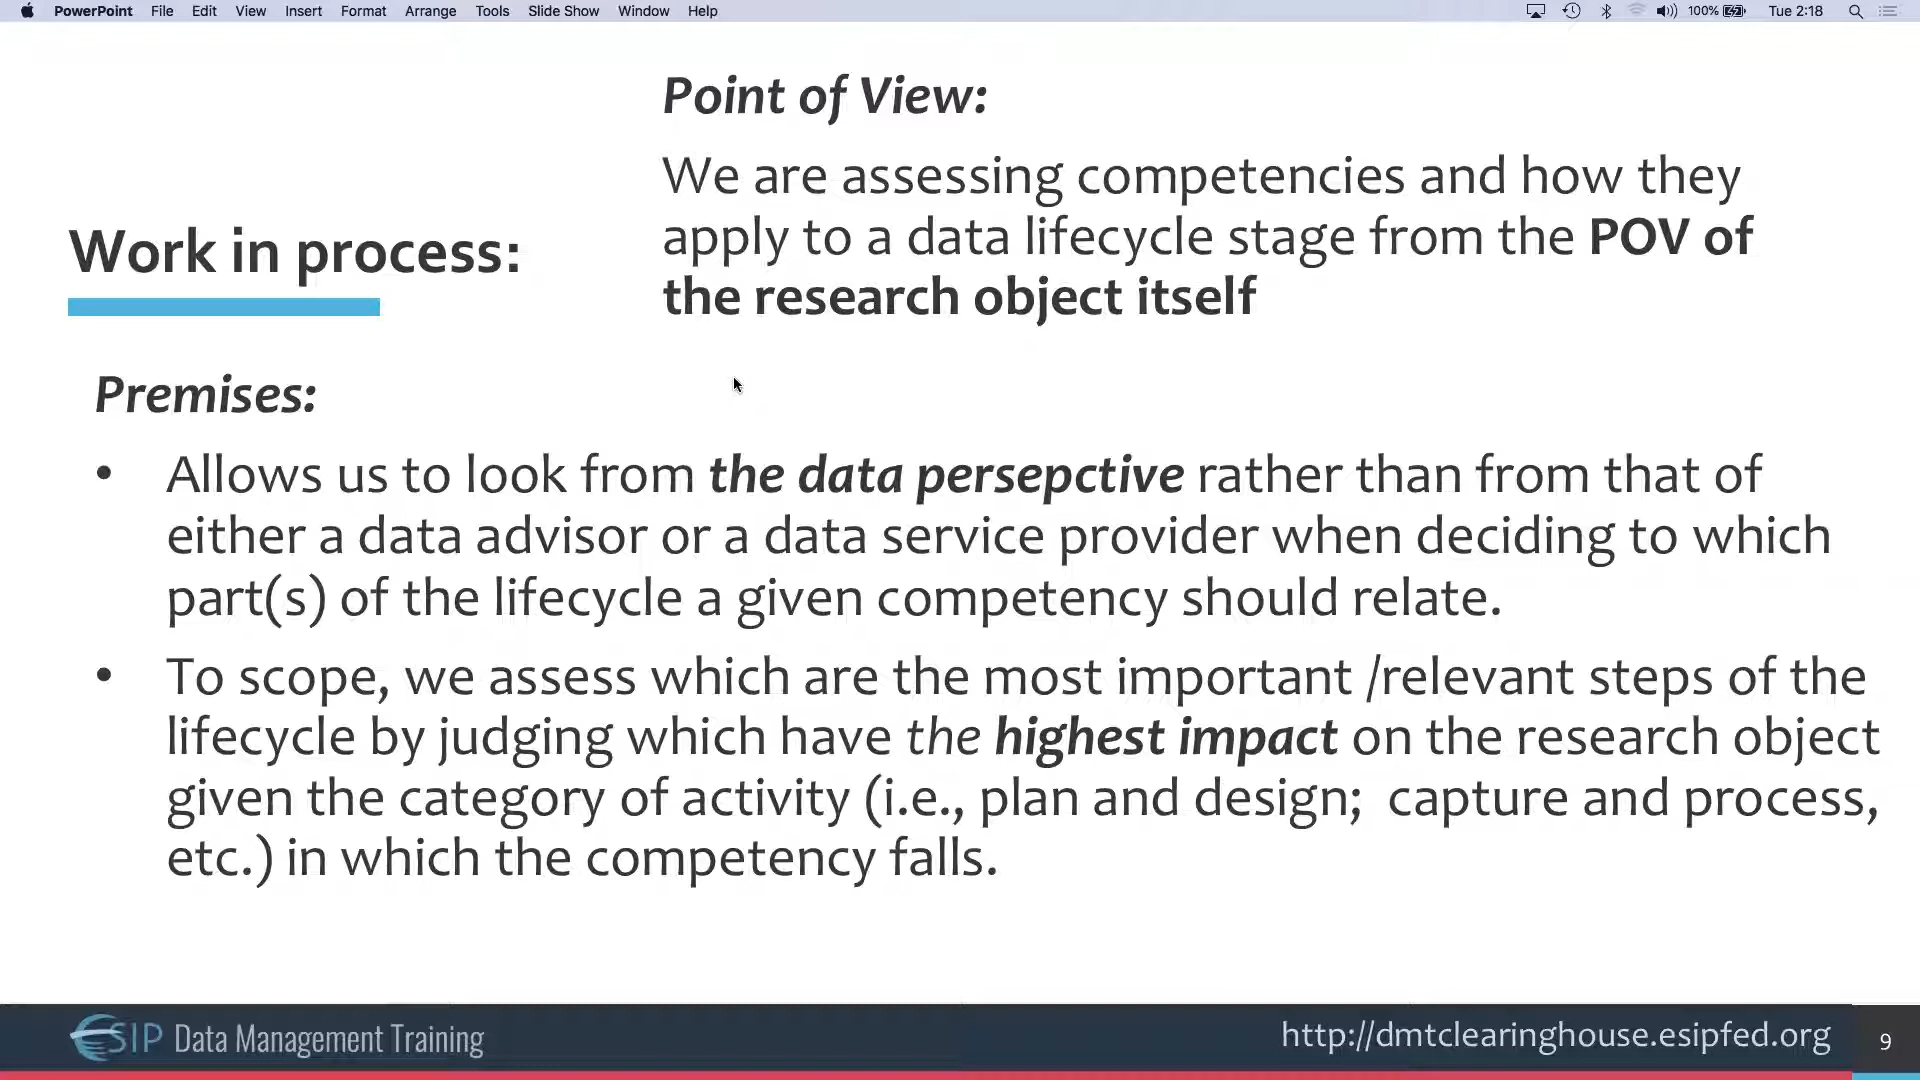 PowerPoint File Edit View Insert Format Arrange Tools Slide Show Window Help 100% Tue 2:18
Point of View:
We are assessing competencies and how they
apply to a data lifecycle stage from the POV of
the research object itself
Work in process:
Premises:
• Allows us to look from the data persepctive rather than from that of
either a data advisor or a data service provider when deciding to which
part(s) of the lifecycle a given competency should relate.
• To scope, we assess which are the most important /relevant steps of the
lifecycle by judging which have the highest impact on the research object
given the category of activity (i.e., plan and design; capture and process,
etc.) in which the competency falls.
ESIP Data Management Training
http://dmtclearinghouse.esipfed.org
9